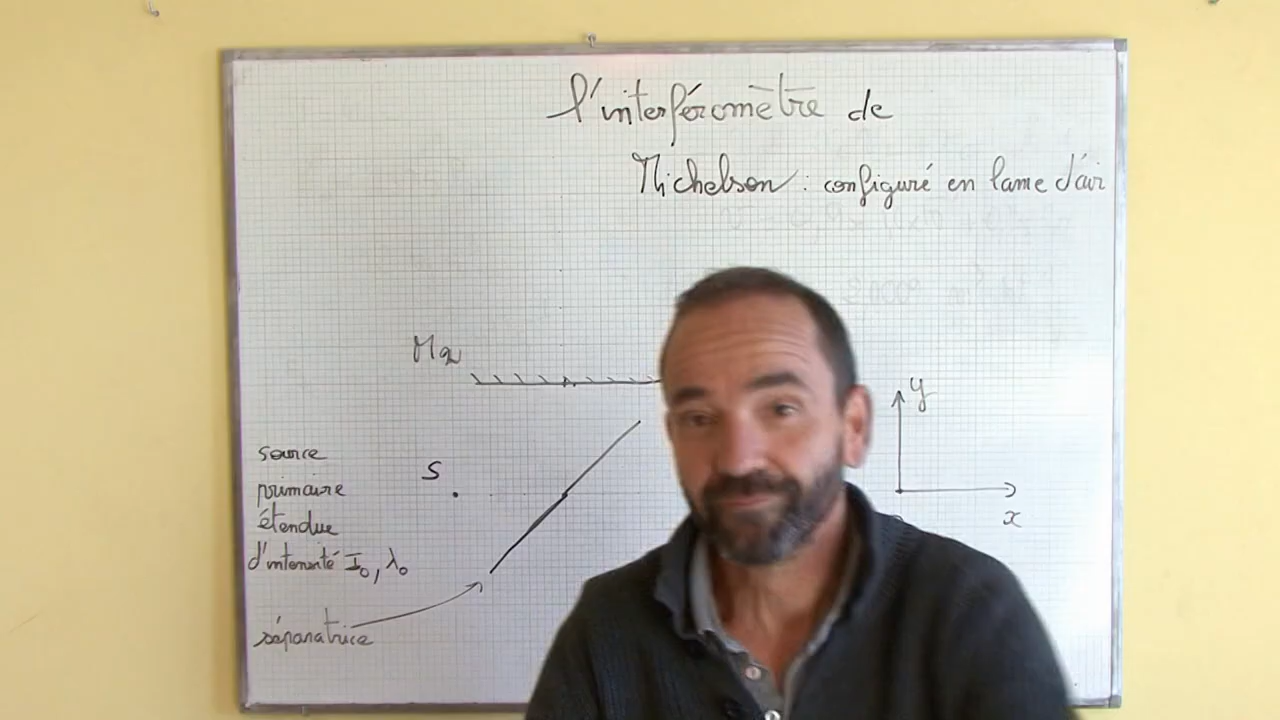 l'interféromètre de
Michelson : configuré en lame d'air
M2
y
source
S
primaire
étendue
x
d'intensité I₀, λ₀
séparatrice